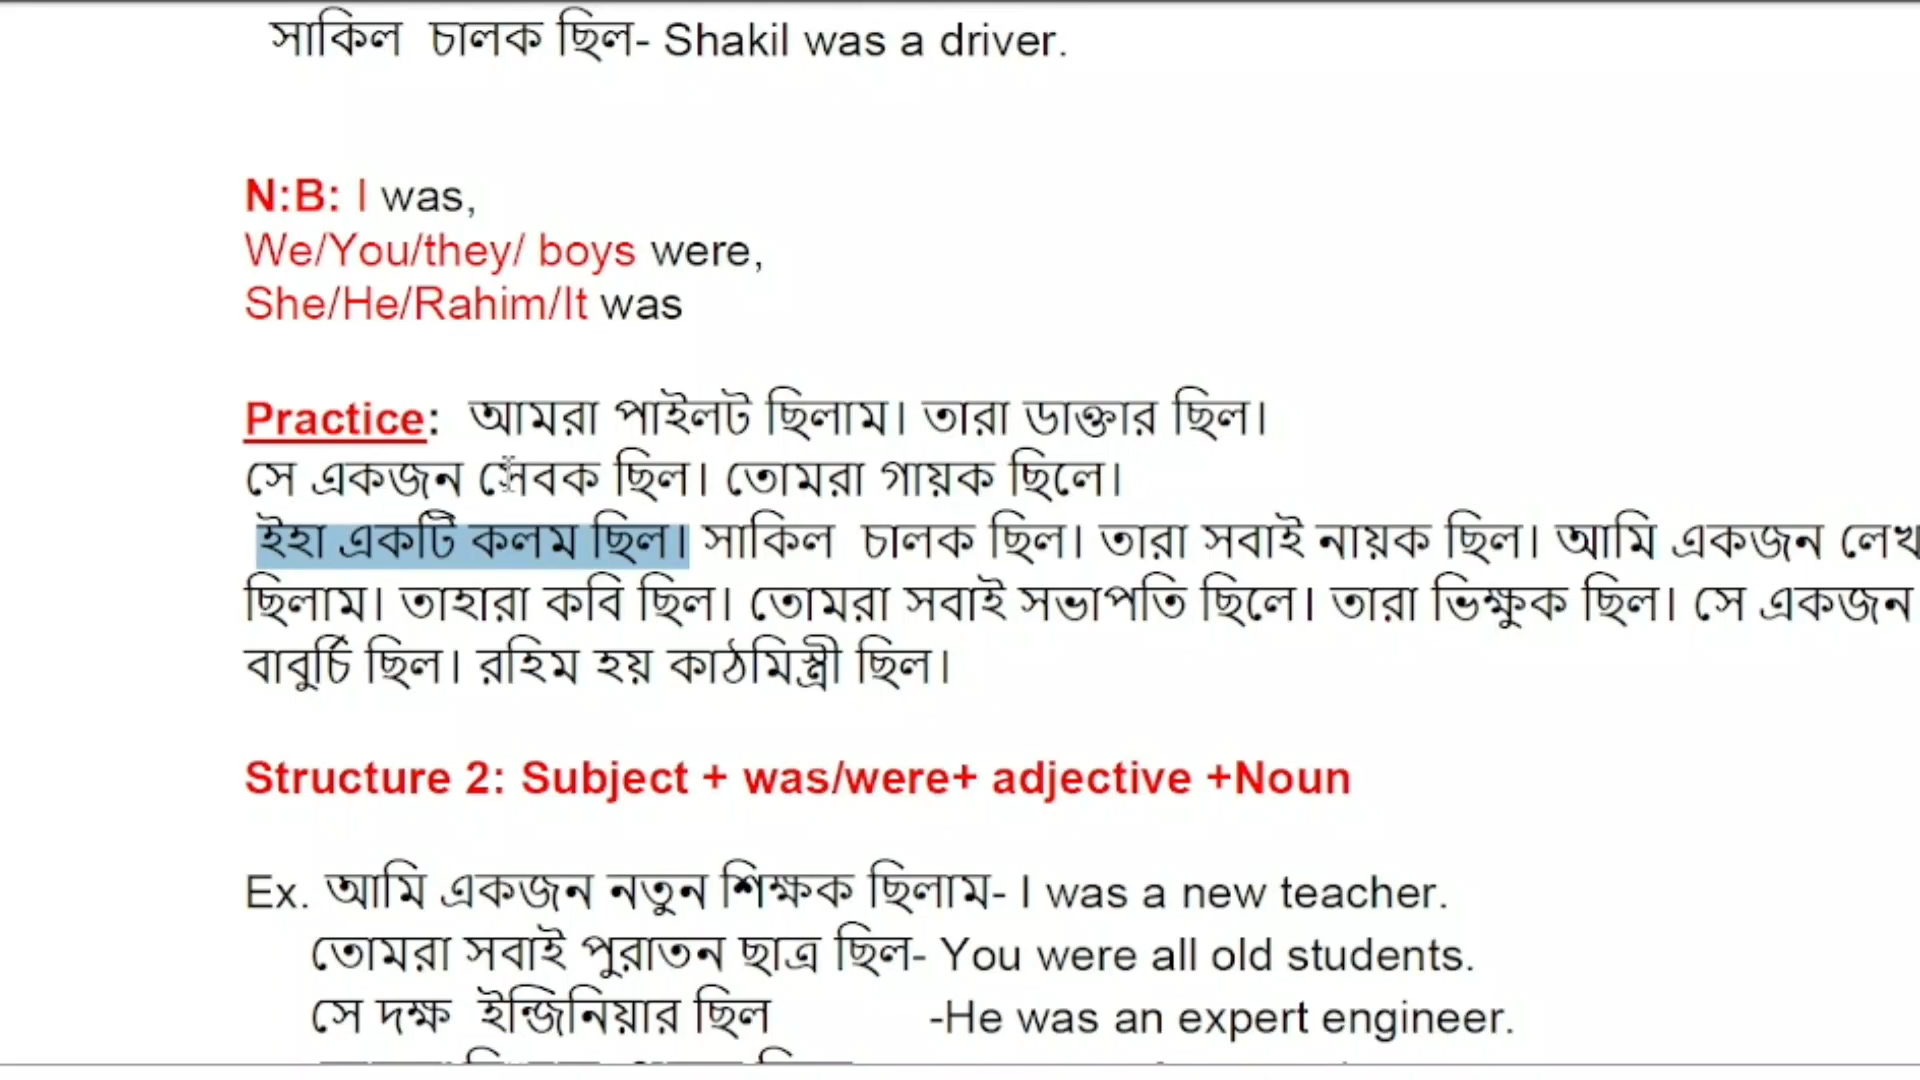 সাকিল চালক ছিল- Shakil was a driver.
N:B: I was,
We/You/they/ boys were,
She/He/Rahim/It was
Practice: আমরা পাইলট ছিলাম। তারা ডাক্তার ছিল।
সে একজন সেবক ছিল। তোমরা গায়ক ছিলে।
ইহা একটি কলম ছিল। সাকিল চালক ছিল। তারা সবাই নায়ক ছিল। আমি একজন
ছিলাম। তাহারা কবি ছিল। তোমরা সবাই সভাপতি ছিলে। তারা ভিক্ষুক ছিল। সে একজন
বাবুর্চি ছিল। রহিম হয় কাঠমিস্ত্রী ছিল।
Structure 2: Subject + was/were+ adjective +Noun
Ex. আমি একজন নতুন শিক্ষক ছিলাম- I was a new teacher.
তোমরা সবাই পুরাতন ছাত্র ছিল- You were all old students.
সে দক্ষ ইন্জিনিয়ার ছিল -He was an expert engineer.